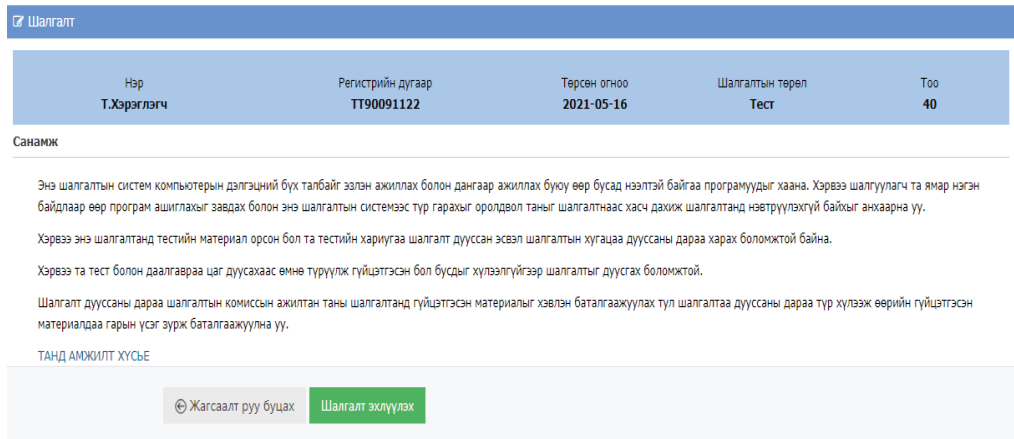 Шалгалт
Нэр Регистрийн дугаар Төрсөн огноо Шалгалтын төрөл Тоо
Т.Хэрэглэгч ТТ90091122 2021-05-16 Тест 40
Санамж
Энэ шалгалтын систем компьютерын дэлгэцний бүх талбайг эзлэн ажиллах болон дангаар ажиллах буюу өөр бусад нээлтэй байгаа програмуудыг хаана. Хэрвээ шалгуулагч та ямар нэгэн
байдлаар өөр програм ашиглахыг завдах болон энэ шалгалтын системээс түр гарахыг оролдвол таныг шалгалтнаас хасч дахиж шалгалтанд нэвтрүүлэхгүй байхыг анхаарна уу.
Хэрвээ энэ шалгалтанд тестийн материал орсон бол та тестийн хариугаа шалгалт дууссан эсвэл шалгалтын хугацаа дууссаны дараа харах боломжтой байна.
Хэрвээ та тест болон даалгавраа цаг дуусахаас өмнө түрүүлж гүйцэтгэсэн бол бусдыг хүлээлгүйгээр шалгалтыг дуусгах боломжтой.
Шалгалт дууссаны дараа шалгалтын комиссын ажилтан таны шалгалтанд гүйцэтгэсэн материалыг хэвлэн баталгаажуулах тул шалгалтаа дууссаны дараа түр хүлээж өөрийн гүйцэтгэсэн
материалдаа гарын үсэг зурж баталгаажуулна уу.
ТАНД АМЖИЛТ ХҮСЬЕ
Жагсаалт руу буцах Шалгалт эхлүүлэх